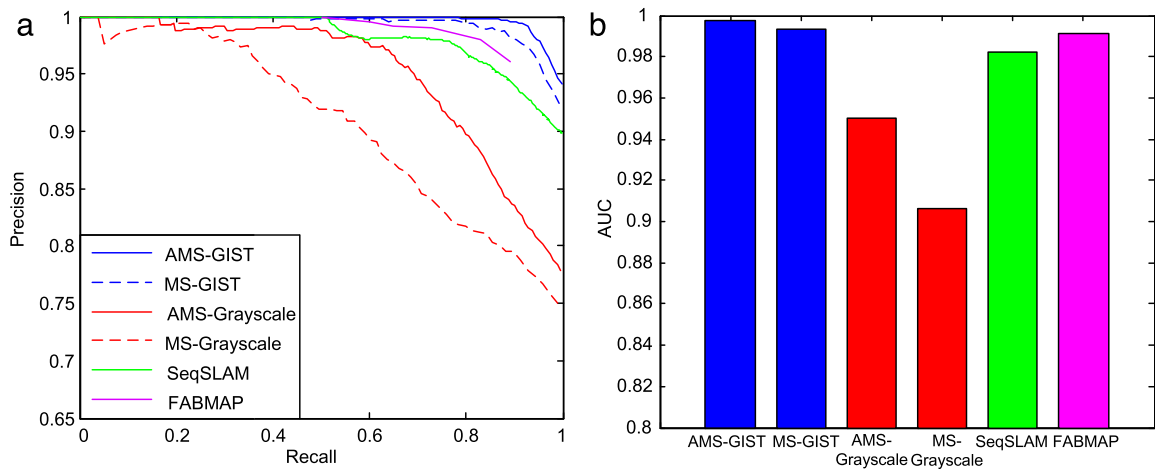 a
1
0.95
0.9
0.85
0.8
0.75
0.7
0.65
Precision
AMS-GIST
MS-GIST
AMS-Grayscale
MS-Grayscale
SeqSLAM
FABMAP
0
0.2
0.4
0.6
0.8
1
Recall
b
1
0.98
0.96
0.94
0.92
0.9
0.88
0.86
0.84
0.82
0.8
AUC
AMS-GIST
MS-GIST
AMS-
Grayscale
MS-
Grayscale
SeqSLAM
FABMAP